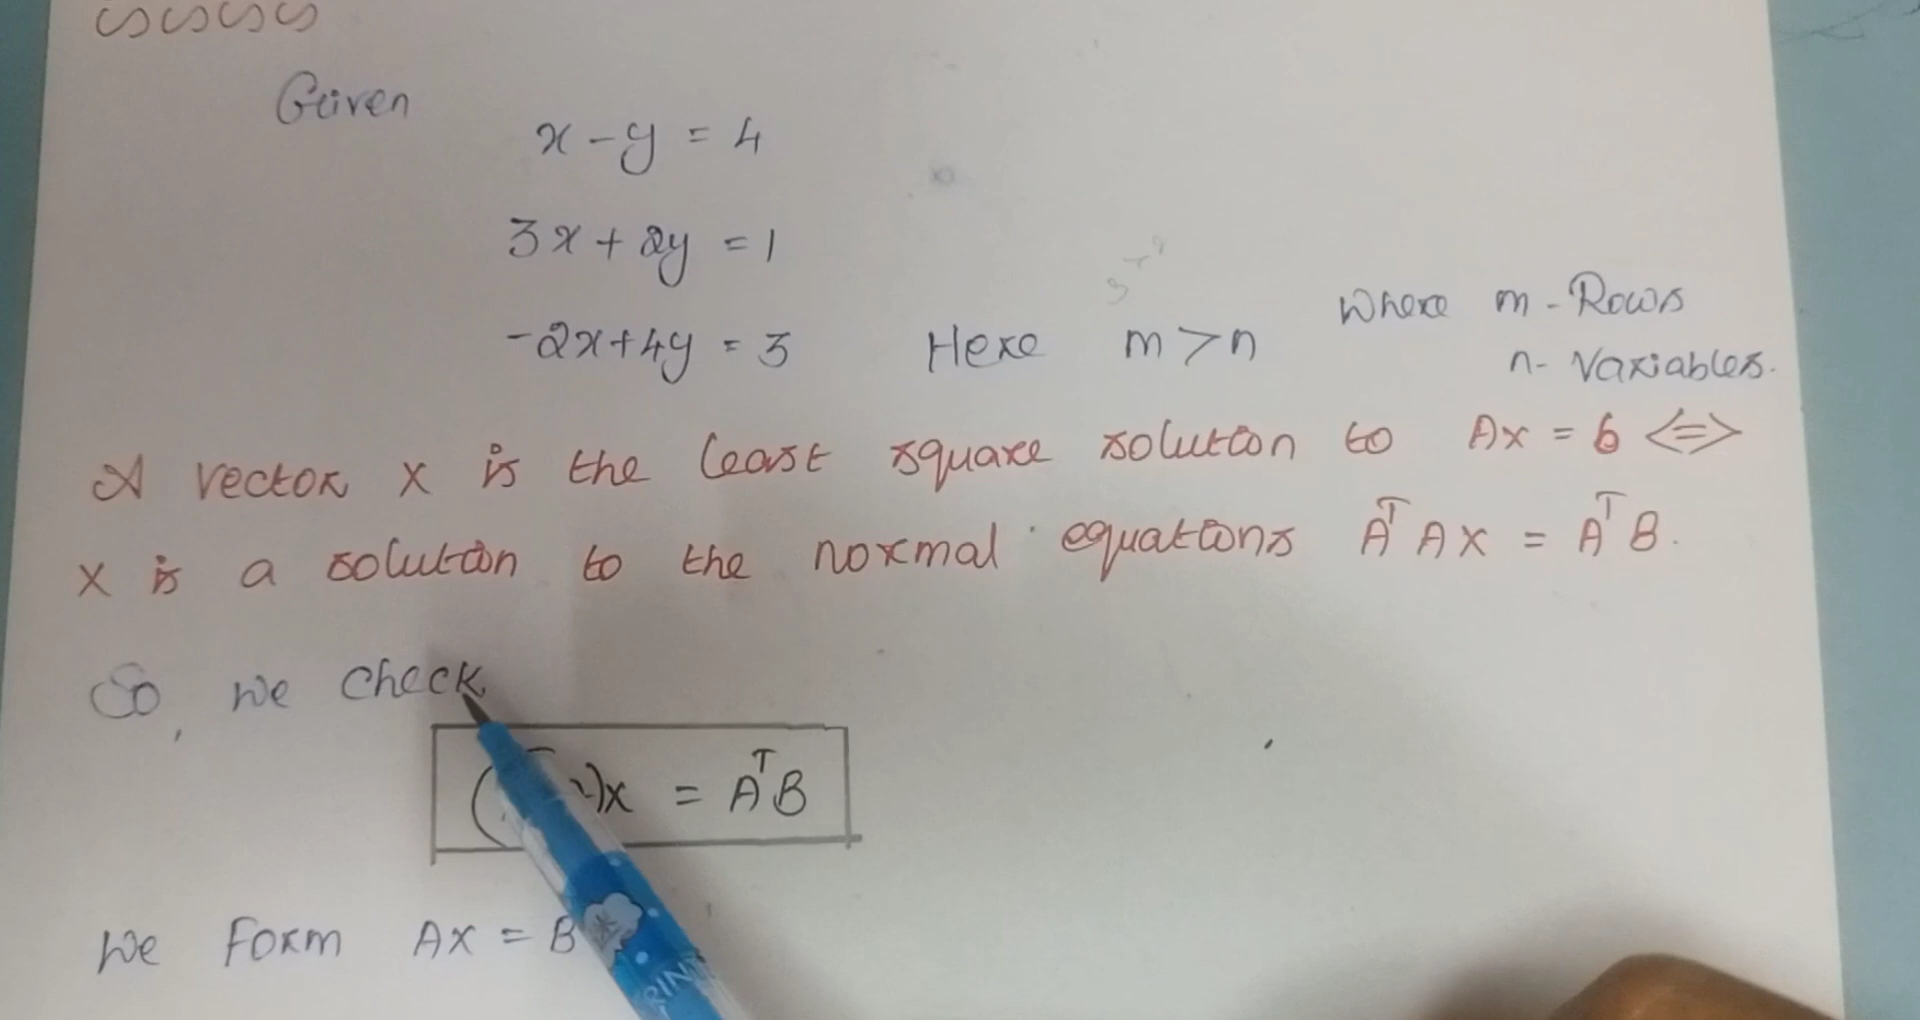 Given
x - y = 4
3x + 2y = 1
-2x + 4y = 3 Here m > n Where m - Rows
n - Variables.
A vector x is the least square solution to Ax = b <=>
x is a solution to the normal equations AᵀAx = AᵀB.
So, we check
)x = AᵀB
We Form Ax = B
RIN